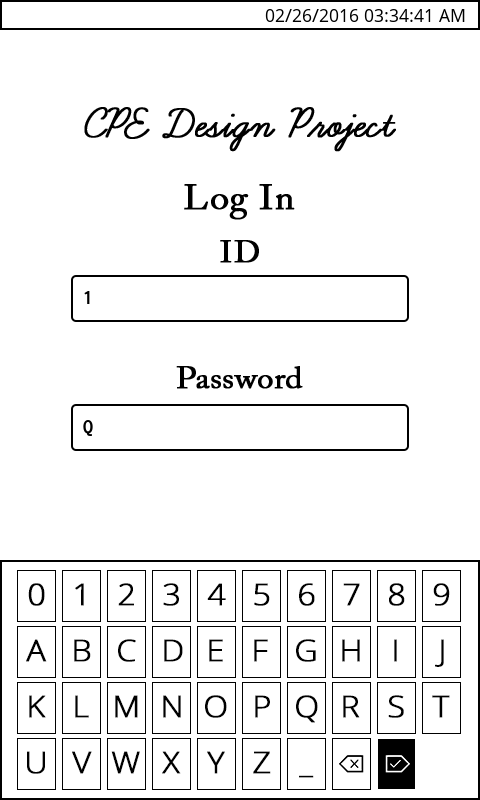 02/26/2016 03:34:41 AM
CPE Design Project
Log In
ID
1
Password
Q
0 1 2 3 4 5 6 7 8 9
A B C D E F G H I J
K L M N O P Q R S T
U V W X Y Z _